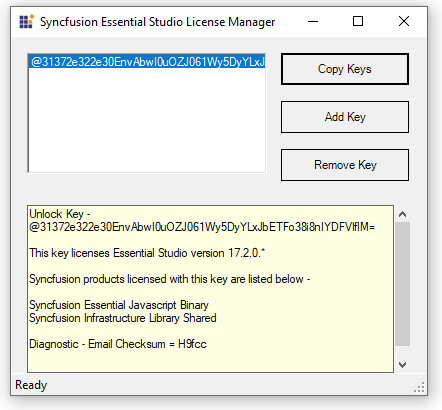 Syncfusion Essential Studio License Manager
@31372e322e30EnvAbwI0uOZJ061Wy5DyYLxJ
Copy Keys
Add Key
Remove Key
Unlock Key -
@31372e322e30EnvAbwI0uOZJ061Wy5DyYLxJbETFo38i8nIYDFVlflM=
This key licenses Essential Studio version 17.2.0.*
Syncfusion products licensed with this key are listed below -
Syncfusion Essential Javascript Binary
Syncfusion Infrastructure Library Shared
Diagnostic - Email Checksum = H9fcc
Ready